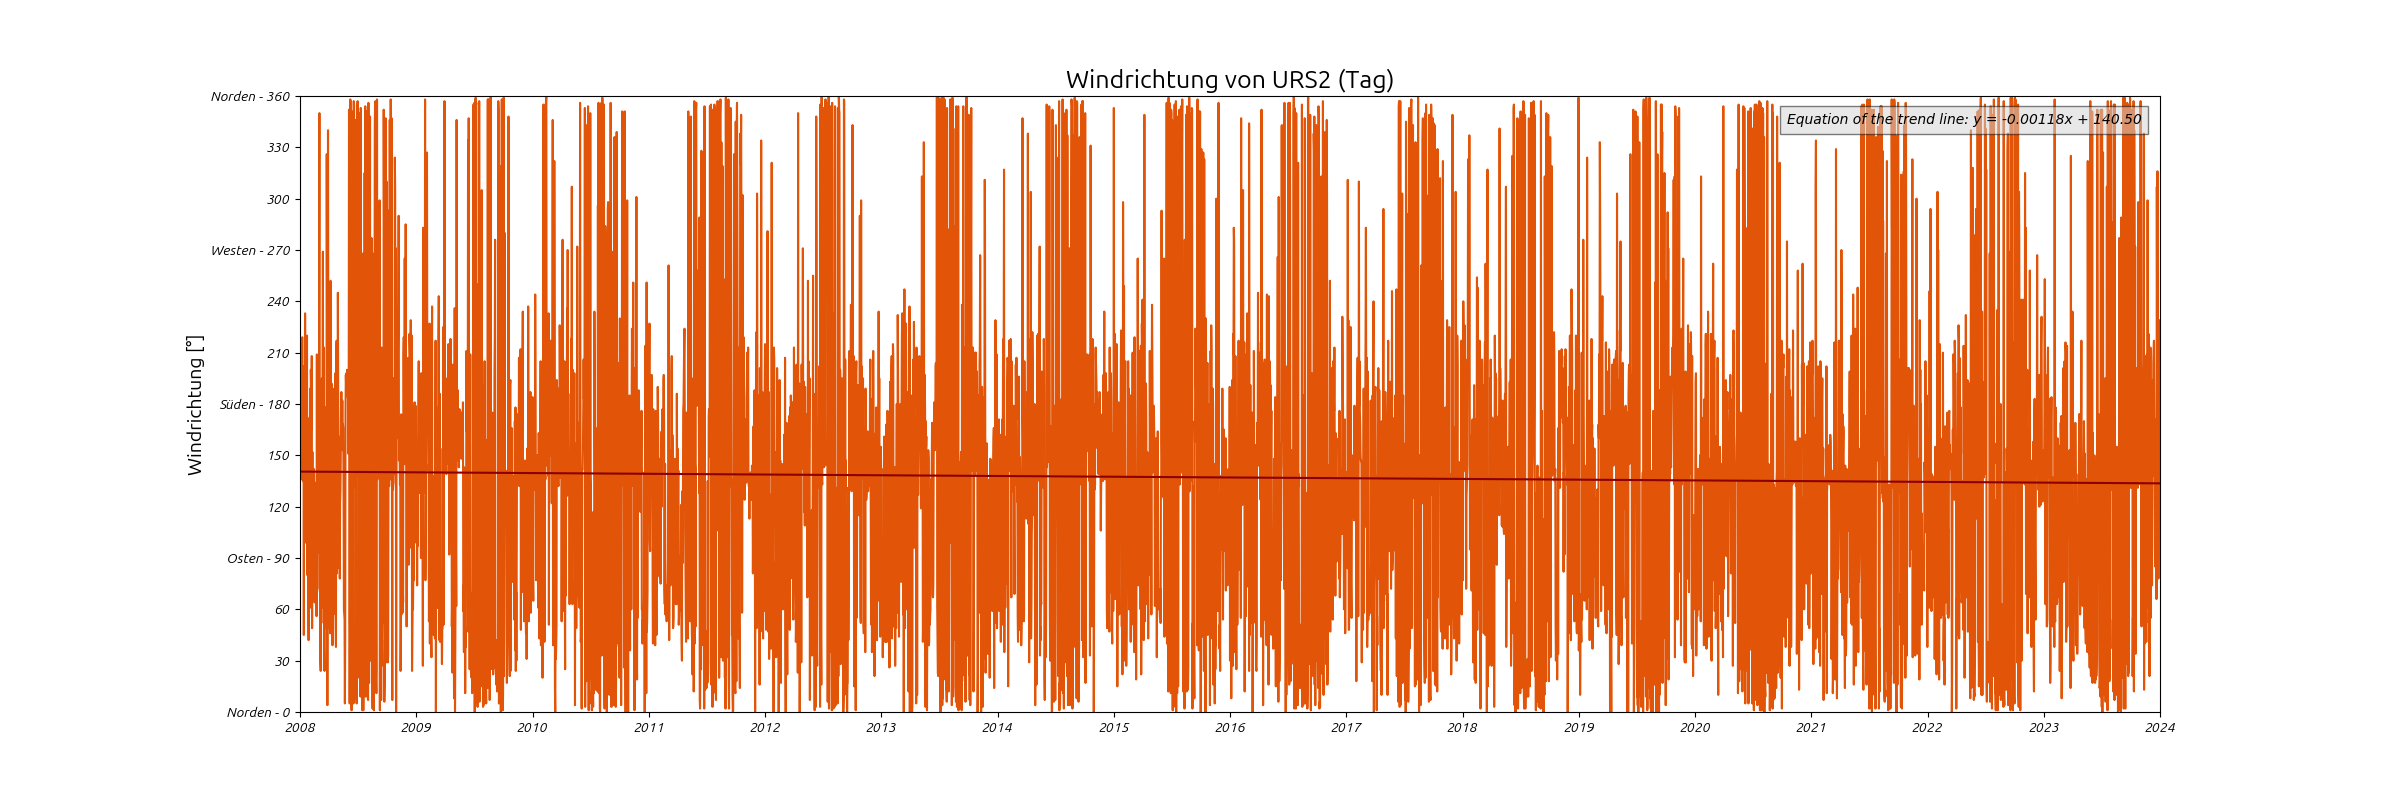 Windrichtung von URS2 (Tag)
Equation of the trend line: y = -0.00118x + 140.50
Windrichtung [°]
Norden - 360
330
300
Westen - 270
240
210
Süden - 180
150
120
Osten - 90
60
30
Norden - 0
2008 2009 2010 2011 2012 2013 2014 2015 2016 2017 2018 2019 2020 2021 2022 2023 2024